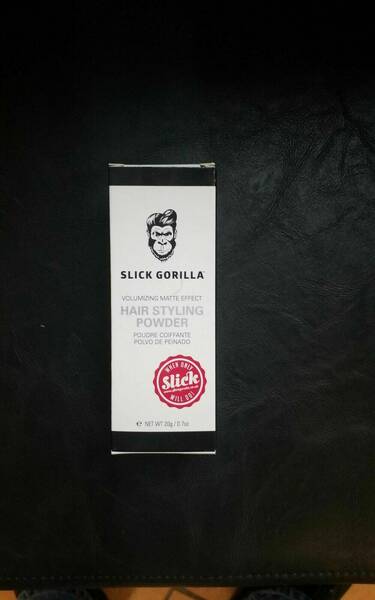 SLICK GORILLA™
VOLUMIZING MATTE EFFECT
HAIR STYLING
POWDER
POUDRE COIFFANTE
POLVO DE PEINADO
WHEN ONLY
Slick
WILL DO!
℮ NET WT 20g / 0.7oz